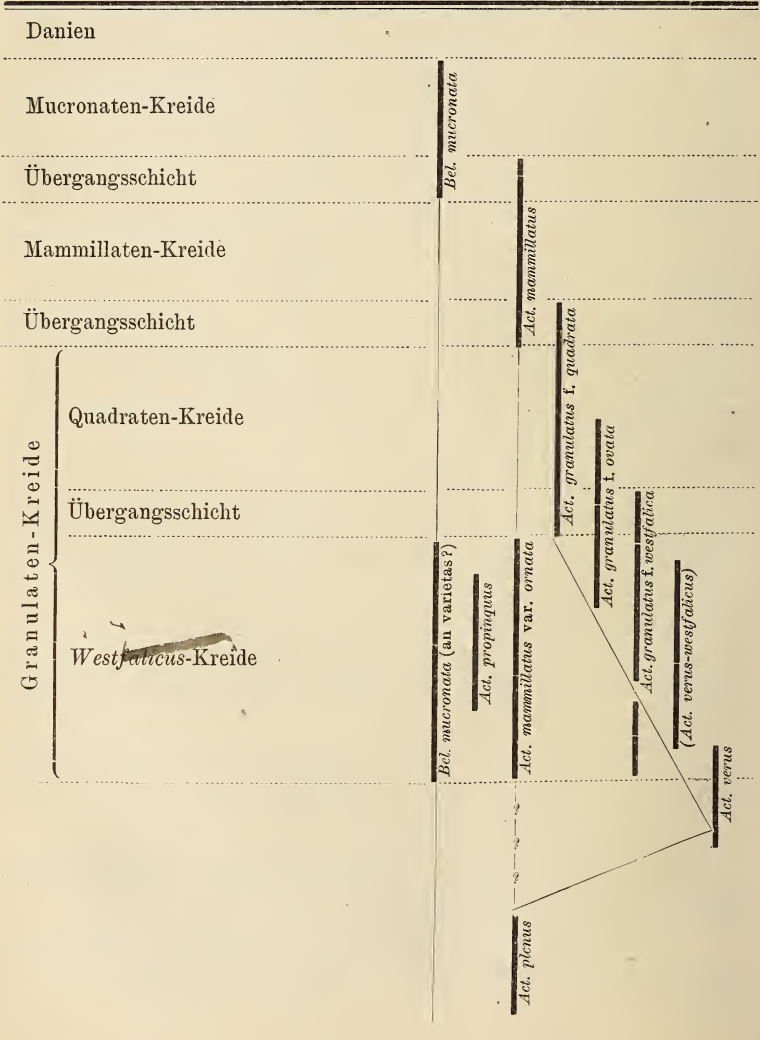 Danien
Mucronaten-Kreide
Übergangsschicht
Mammillaten-Kreide
Übergangsschicht
Granulaten-Kreide
Quadraten-Kreide
Übergangsschicht
Westfalicus-Kreide
Bel. mucronata
Act. mammillatus
Act. granulatus f. quadrata
Act. granulatus f. ovata
Act. granulatus f. westfalica
Bel. mucronata (an varietas?)
Act. propinquus
Act. mammillatus var. ornata
(Act. verus-westfalicus)
Act. verus
?
?
?
Act. plenus